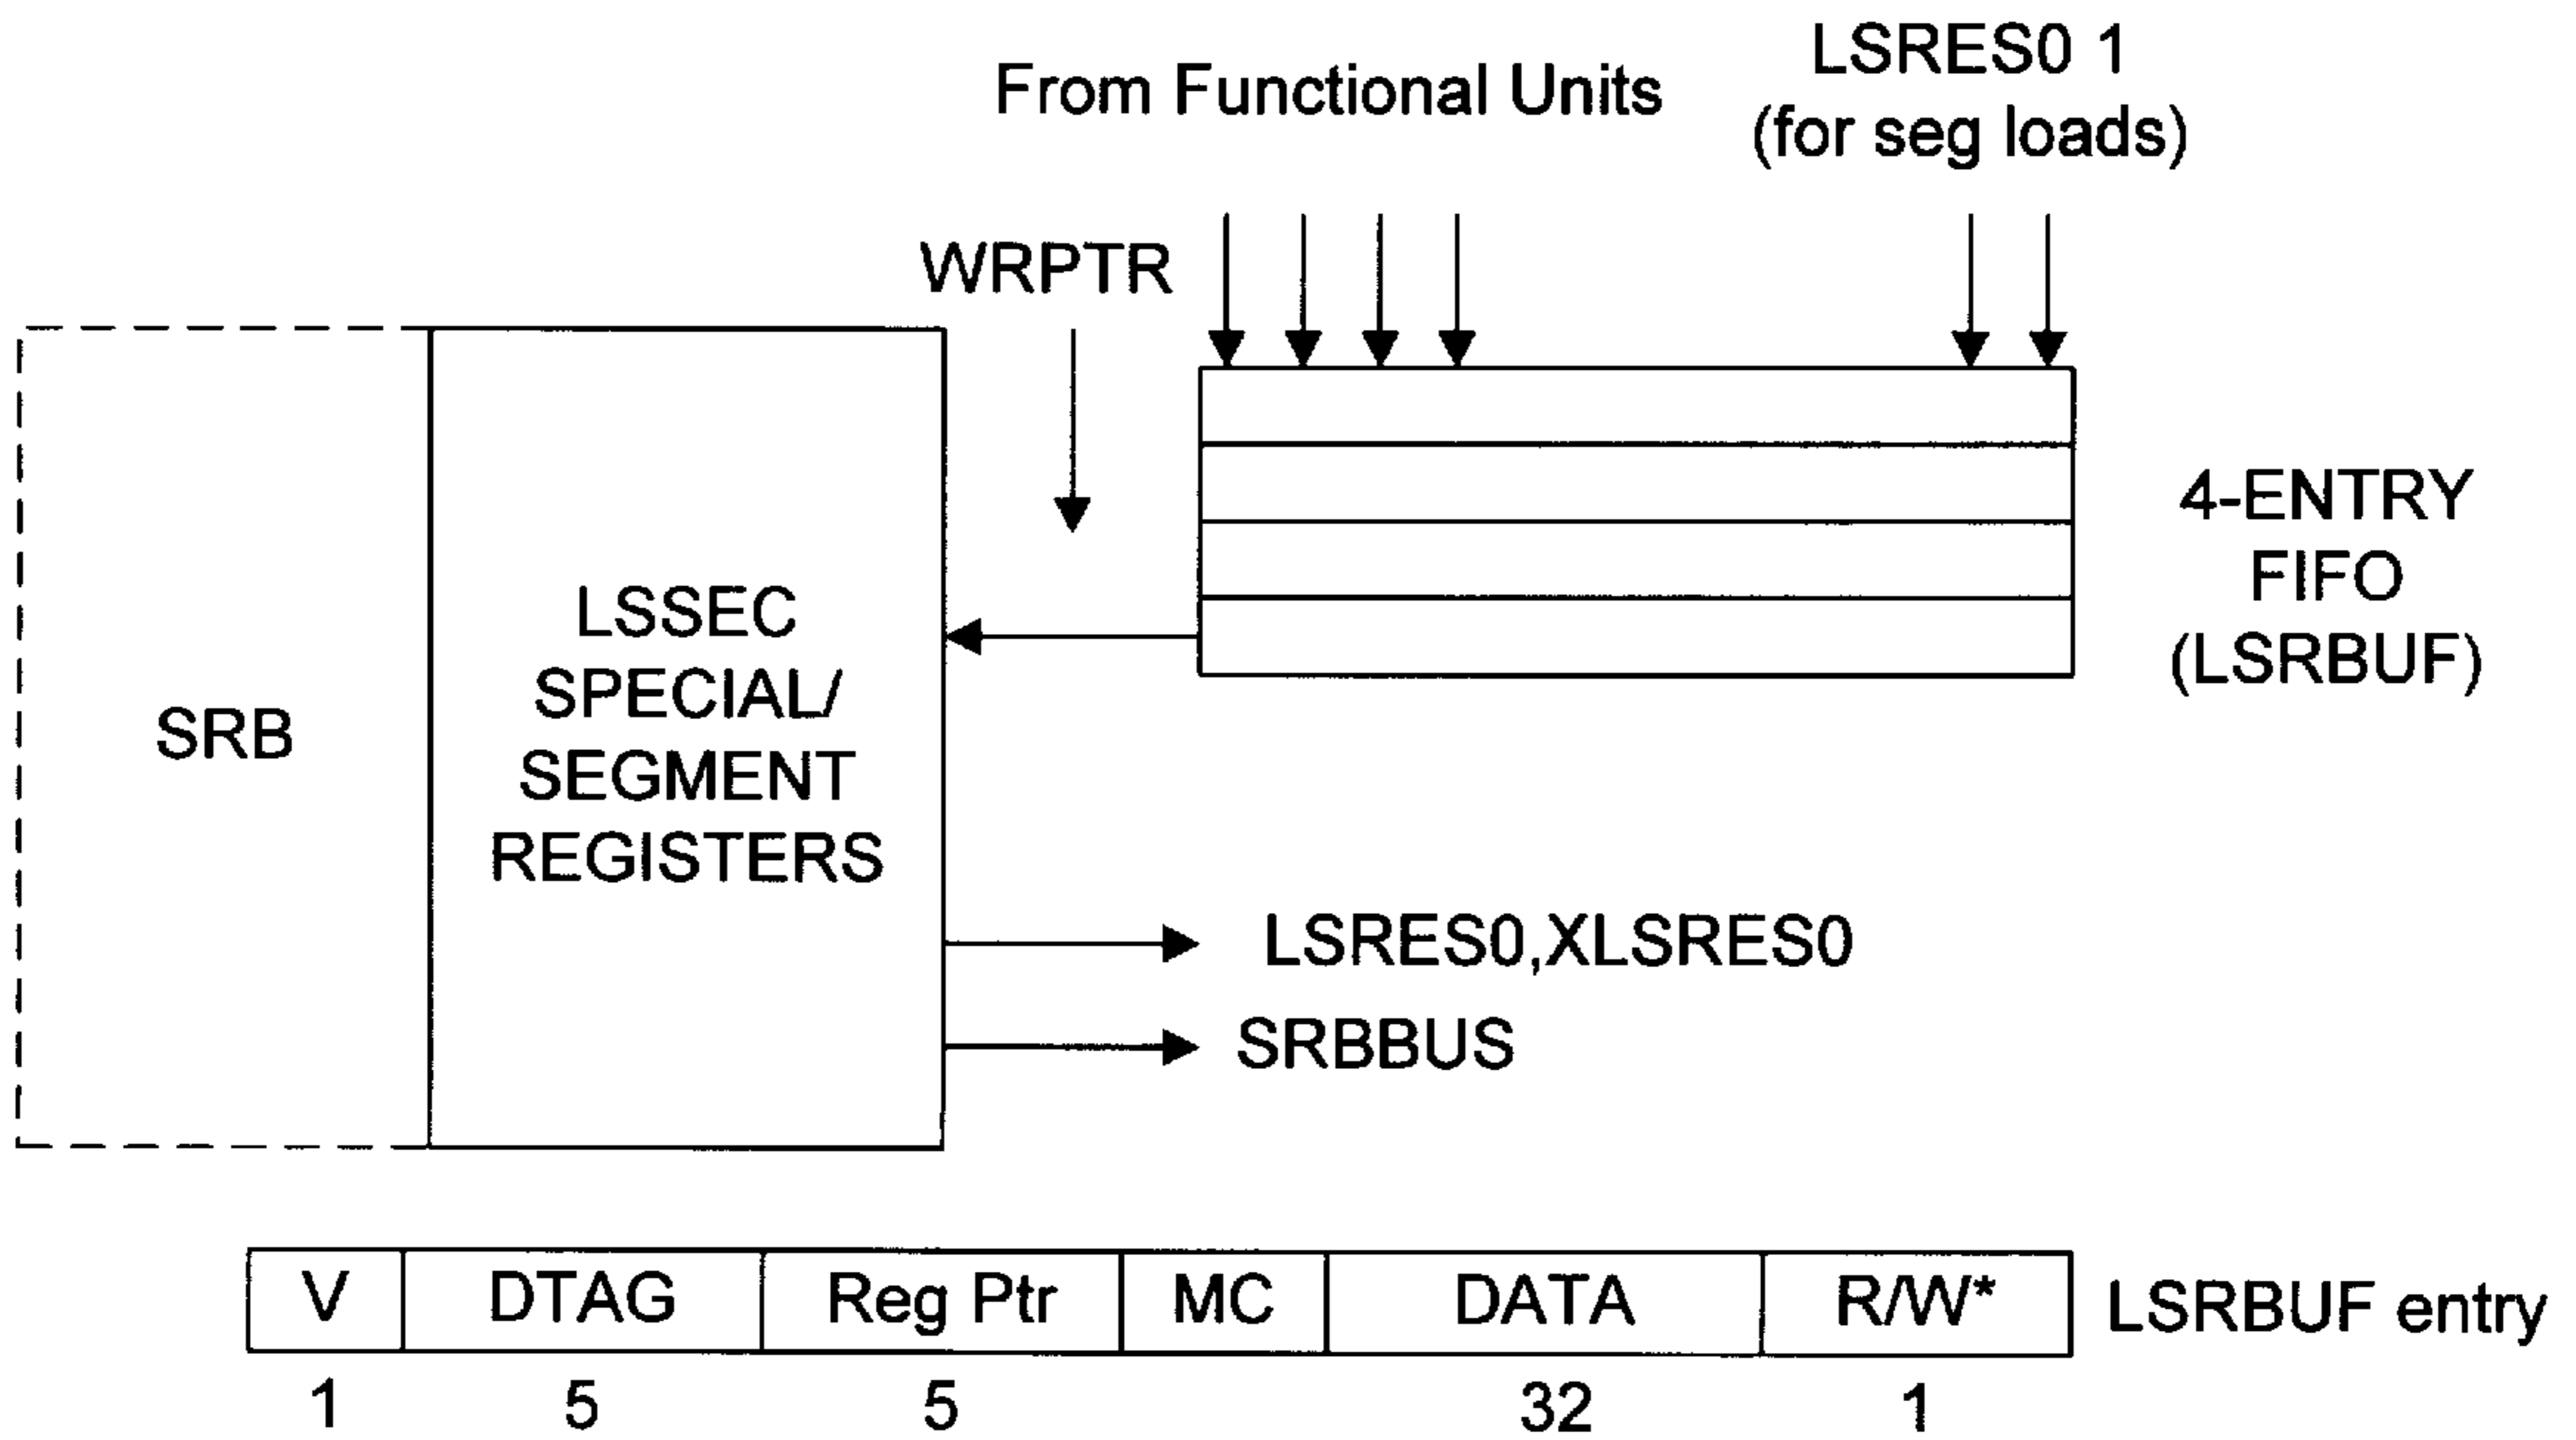 From Functional Units
LSRES0 1
(for seg loads)
WRPTR
SRB
LSSEC
SPECIAL/
SEGMENT
REGISTERS
4-ENTRY
FIFO
(LSRBUF)
LSRES0,XLSRES0
SRBBUS
V DTAG Reg Ptr MC DATA R/W* LSRBUF entry
1 5 5 32 1